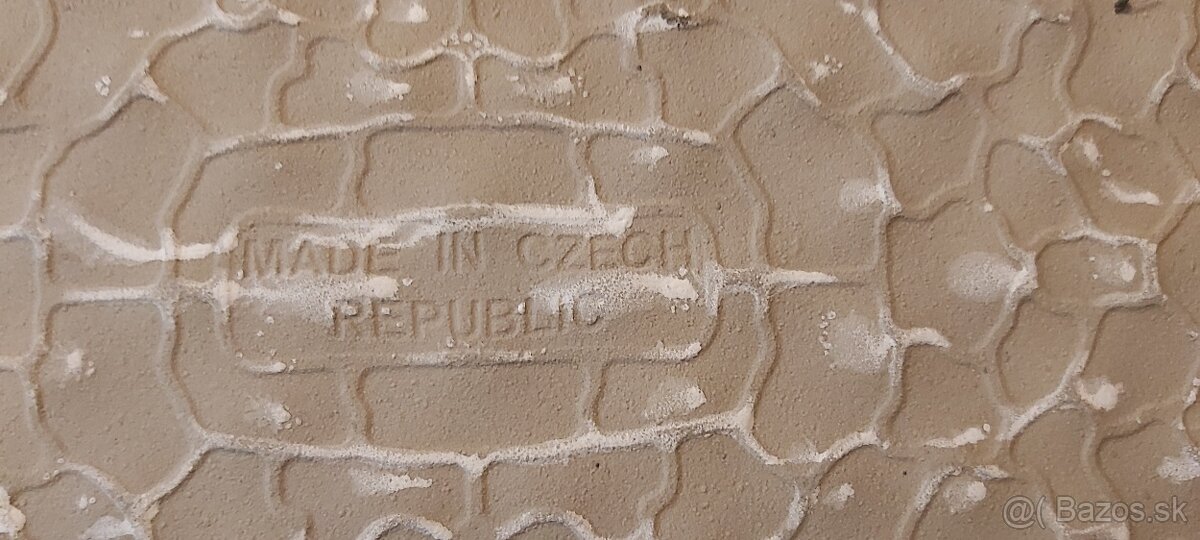 MADE IN CZECH
REPUBLIC
@( Bazos.sk